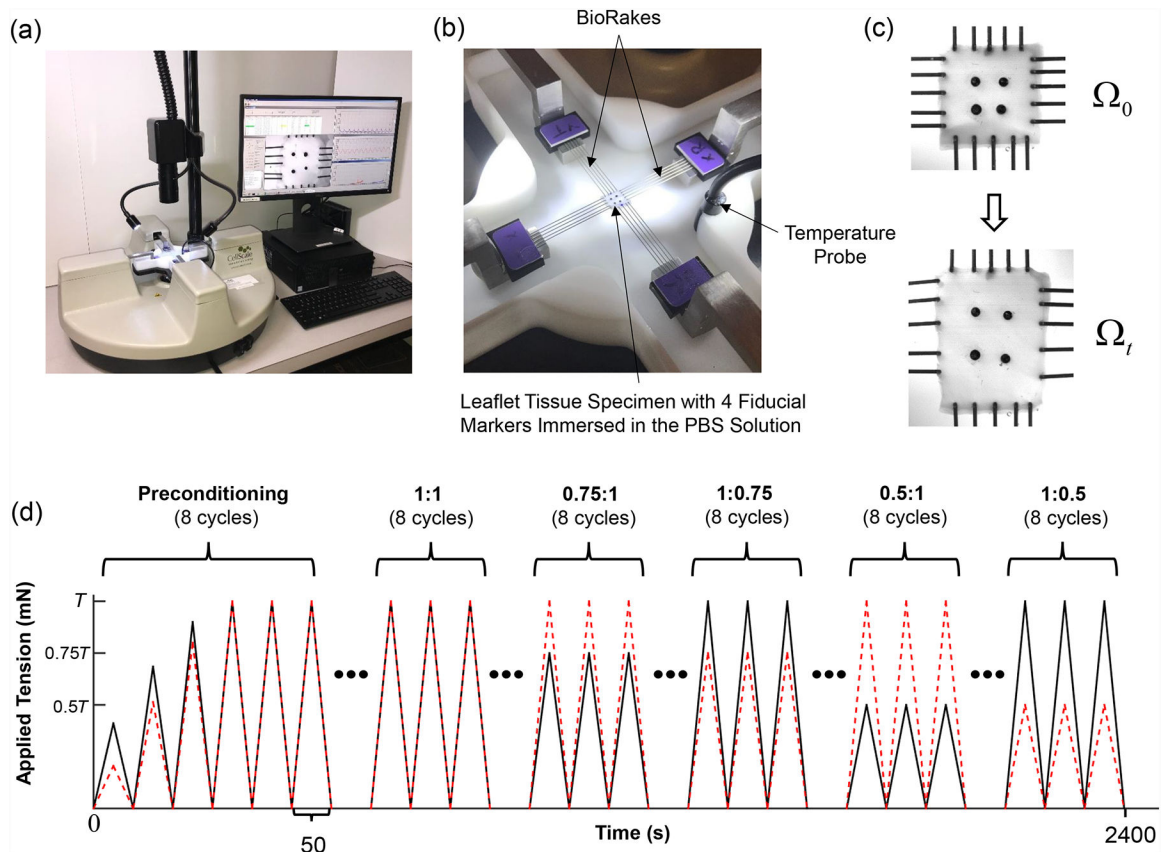 (a)
CellScale
(b)
BioRakes
Temperature
Probe
Leaflet Tissue Specimen with 4 Fiducial
Markers Immersed in the PBS Solution
(c)
Ω0
Ωt
(d)
Preconditioning
(8 cycles)
1:1
(8 cycles)
0.75:1
(8 cycles)
1:0.75
(8 cycles)
0.5:1
(8 cycles)
1:0.5
(8 cycles)
Applied Tension (mN)
T
0.75T
0.5T
0
50
Time (s)
2400